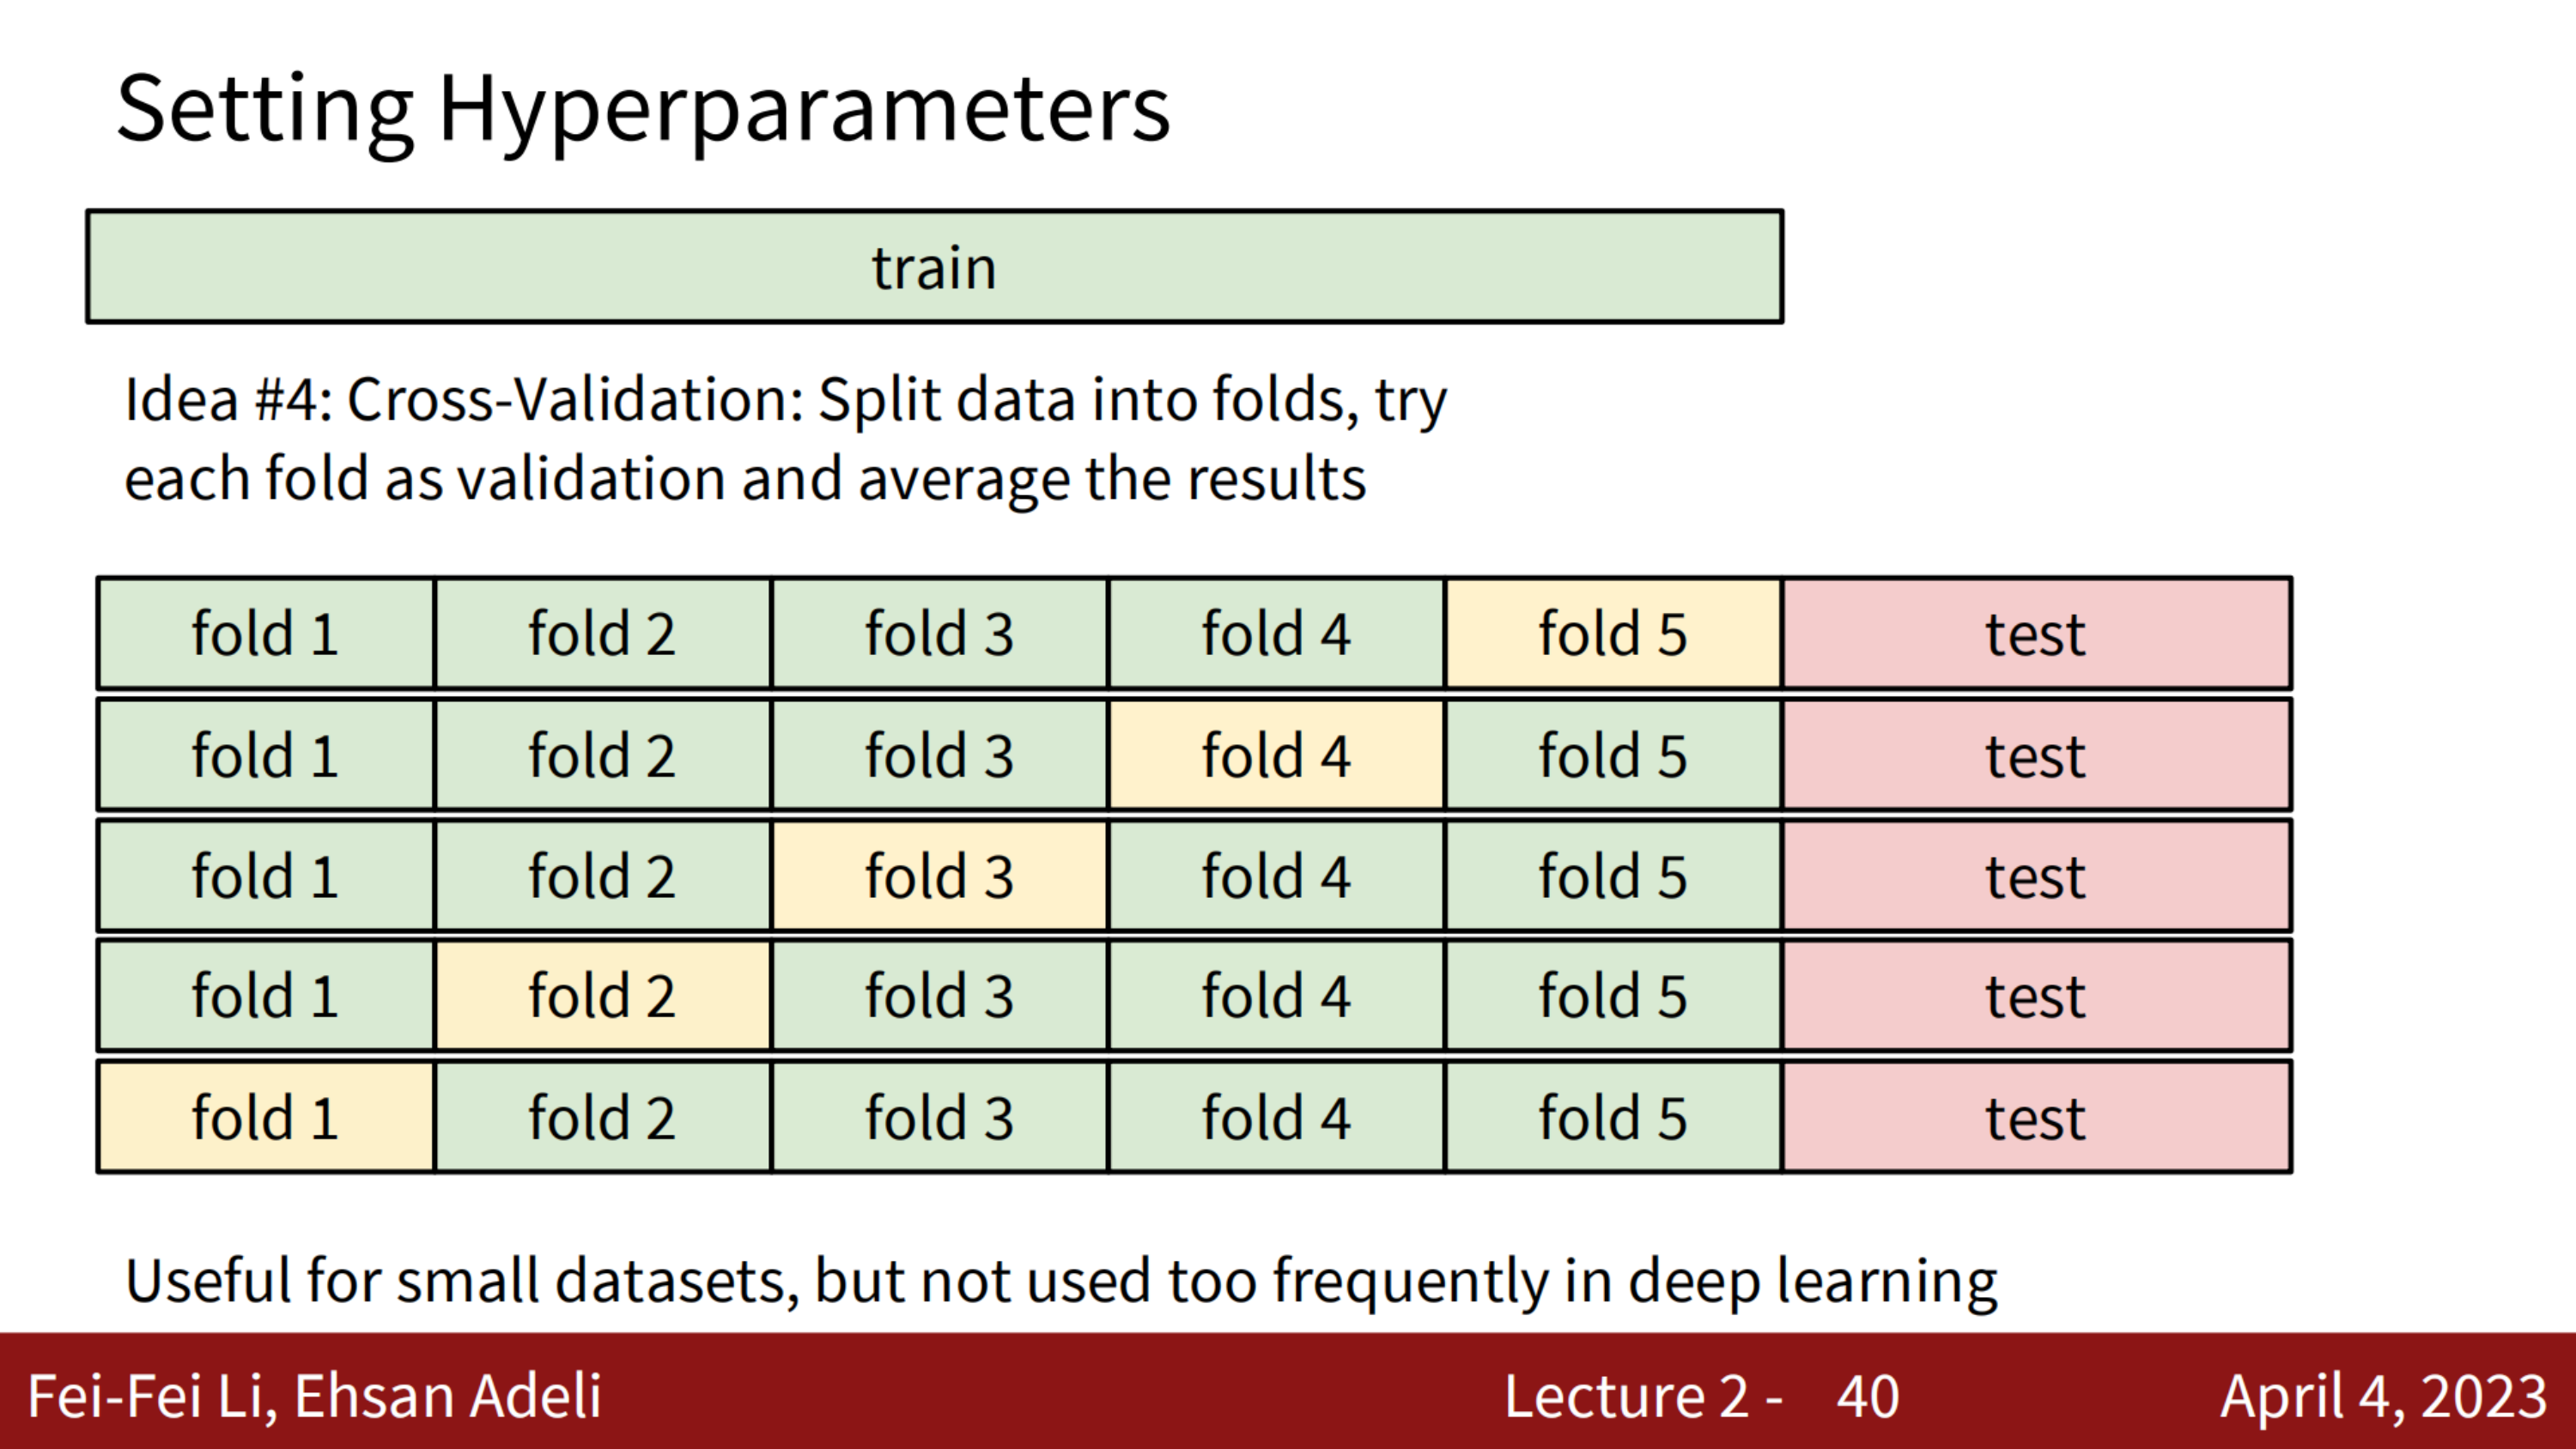 Setting Hyperparameters
train
Idea #4: Cross-Validation: Split data into folds, try
each fold as validation and average the results
fold 1 fold 2 fold 3 fold 4 fold 5 test
fold 1 fold 2 fold 3 fold 4 fold 5 test
fold 1 fold 2 fold 3 fold 4 fold 5 test
fold 1 fold 2 fold 3 fold 4 fold 5 test
fold 1 fold 2 fold 3 fold 4 fold 5 test
Useful for small datasets, but not used too frequently in deep learning
Fei-Fei Li, Ehsan Adeli Lecture 2 - 40 April 4, 2023